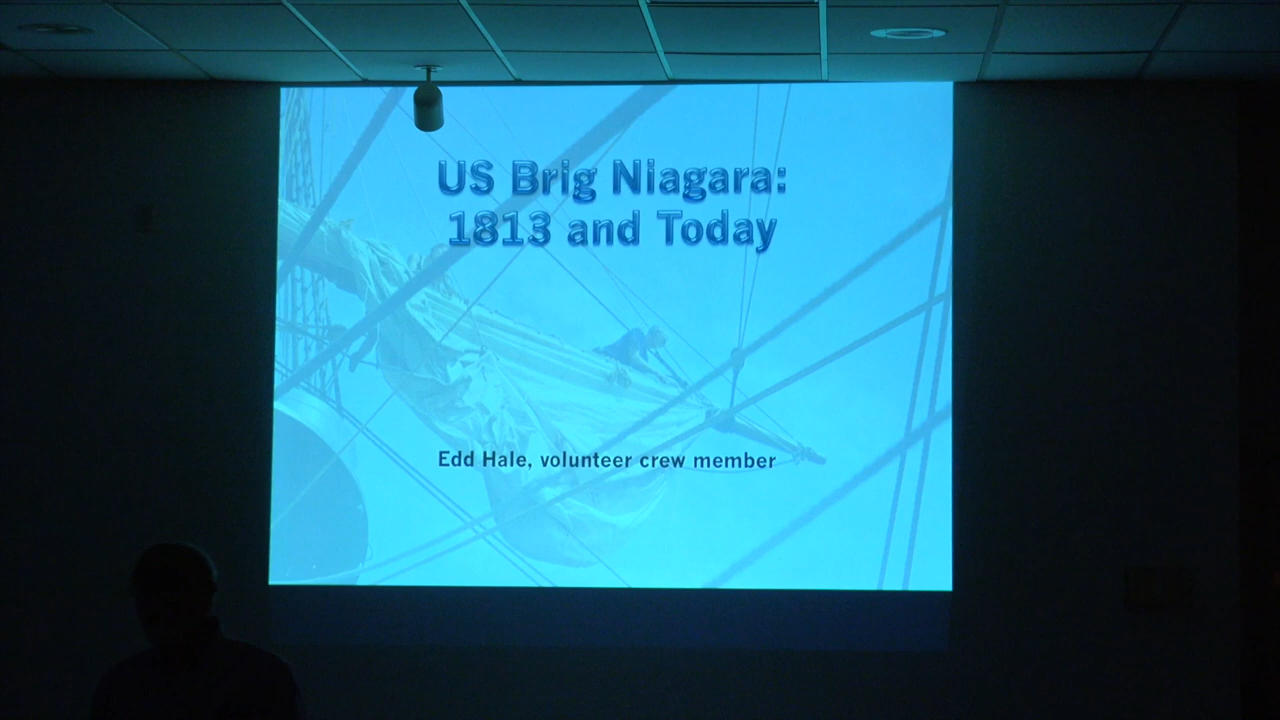 US Brig Niagara:
1813 and Today
Edd Hale, volunteer crew member